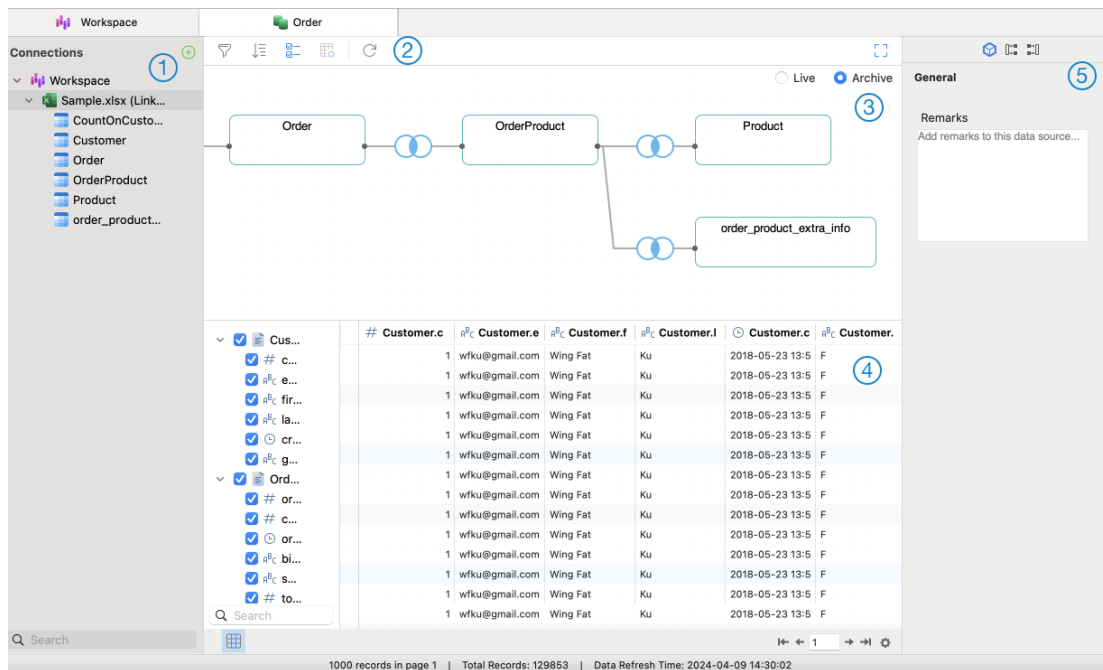 Workspace
Order
Connections
1
2
Workspace
Sample.xlsx (Link...
CountOnCusto...
Customer
Order
OrderProduct
Product
order_product...
Search
Live
Archive
3
Order
OrderProduct
Product
order_product_extra_info
Cus...
# c...
ABC e...
ABC fir...
ABC la...
cr...
ABC g...
Ord...
# or...
# c...
or...
ABC bi...
ABC s...
# to...
Search
# Customer.c ABC Customer.e ABC Customer.f ABC Customer.l Customer.c ABC Customer.
1 wfku@gmail.com Wing Fat Ku 2018-05-23 13:5 F
1 wfku@gmail.com Wing Fat Ku 2018-05-23 13:5 F
1 wfku@gmail.com Wing Fat Ku 2018-05-23 13:5 F
1 wfku@gmail.com Wing Fat Ku 2018-05-23 13:5 F
1 wfku@gmail.com Wing Fat Ku 2018-05-23 13:5 F
1 wfku@gmail.com Wing Fat Ku 2018-05-23 13:5 F
1 wfku@gmail.com Wing Fat Ku 2018-05-23 13:5 F
1 wfku@gmail.com Wing Fat Ku 2018-05-23 13:5 F
1 wfku@gmail.com Wing Fat Ku 2018-05-23 13:5 F
1 wfku@gmail.com Wing Fat Ku 2018-05-23 13:5 F
1 wfku@gmail.com Wing Fat Ku 2018-05-23 13:5 F
1 wfku@gmail.com Wing Fat Ku 2018-05-23 13:5 F
1 wfku@gmail.com Wing Fat Ku 2018-05-23 13:5 F
1 wfku@gmail.com Wing Fat Ku 2018-05-23 13:5 F
4
1
5
General
Remarks
Add remarks to this data source...
1000 records in page 1 | Total Records: 129853 | Data Refresh Time: 2024-04-09 14:30:02